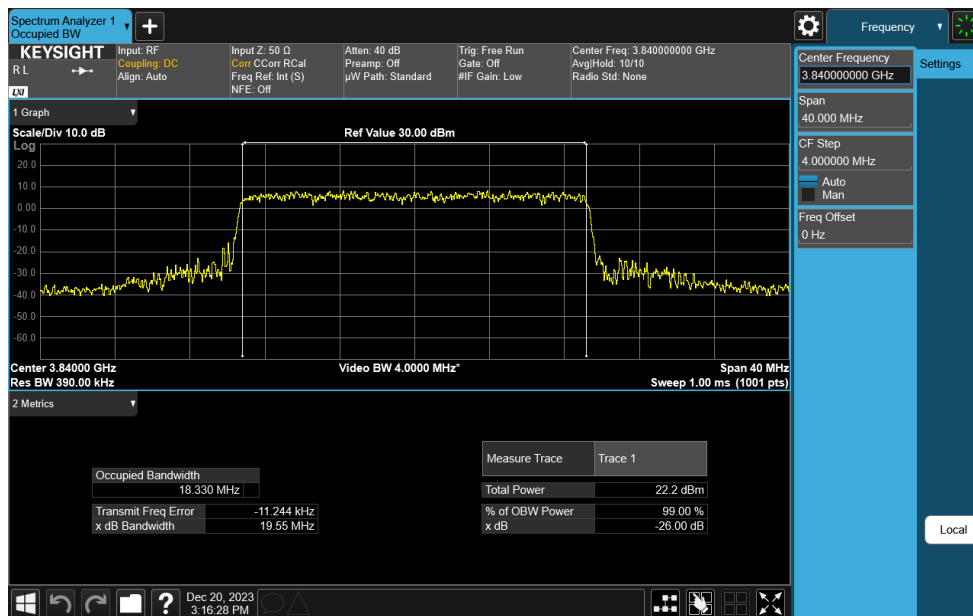 Spectrum Analyzer 1
Occupied BW
+
Frequency
KEYSIGHT
R L
LXI
Input: RF
Coupling: DC
Align: Auto
Input Z: 50 Ω
Corr CCorr RCal
Freq Ref: Int (S)
NFE: Off
Atten: 40 dB
Preamp: Off
µW Path: Standard
Trig: Free Run
Gate: Off
#IF Gain: Low
Center Freq: 3.840000000 GHz
Avg|Hold: 10/10
Radio Std: None
Center Frequency
3.840000000 GHz
Settings
Span
40.000 MHz
CF Step
4.000000 MHz
Auto
Man
Freq Offset
0 Hz
1 Graph
Scale/Div 10.0 dB
Ref Value 30.00 dBm
Log
20.0
10.0
0.00
-10.0
-20.0
-30.0
-40.0
-50.0
-60.0
Center 3.84000 GHz
Video BW 4.0000 MHz*
Span 40 MHz
Res BW 390.00 kHz
Sweep 1.00 ms (1001 pts)
2 Metrics
Measure Trace
Trace 1
Occupied Bandwidth
18.330 MHz
Total Power
22.2 dBm
Transmit Freq Error
-11.244 kHz
% of OBW Power
99.00 %
x dB Bandwidth
19.55 MHz
x dB
-26.00 dB
Local
?
Dec 20, 2023
3:16:28 PM